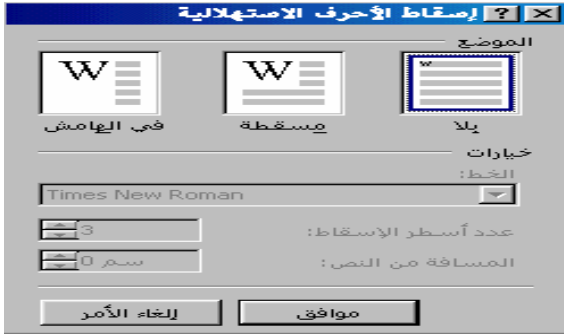 إسقاط الأحرف الاستهلالية
الموضع
W W w
بلا مسقطة في الهامش
خيارات
الخط:
Times New Roman
عدد أسطر الإسقاط: 3
المسافة من النص: 0 سم
موافق إلغاء الأمر